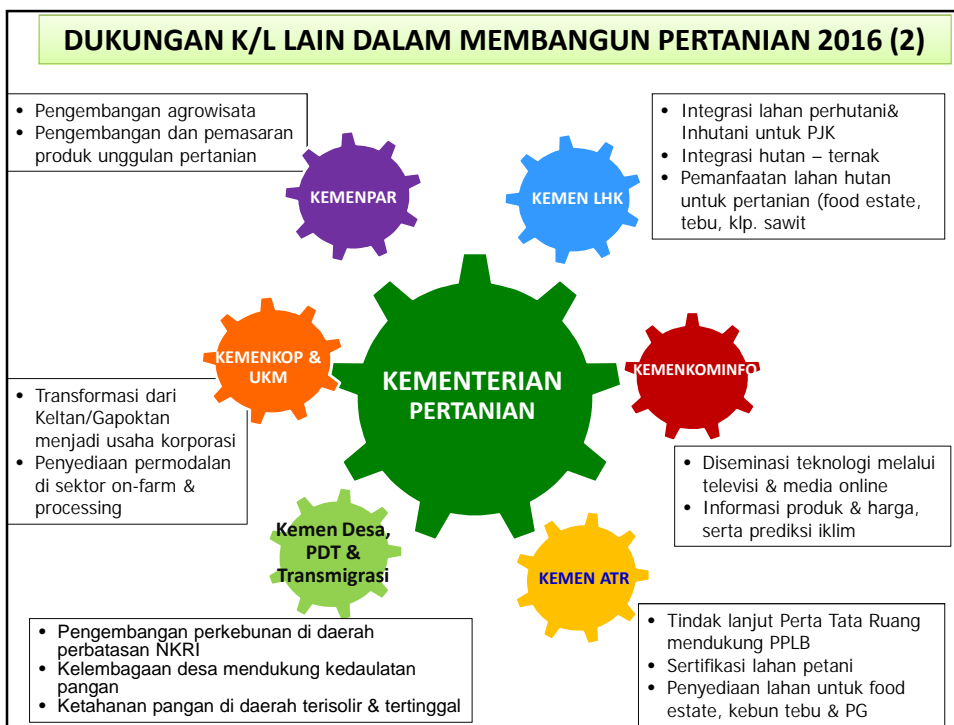 DUKUNGAN K/L LAIN DALAM MEMBANGUN PERTANIAN 2016 (2)
• Pengembangan agrowisata
• Pengembangan dan pemasaran
produk unggulan pertanian
KEMENPAR
KEMEN LHK
• Integrasi lahan perhutani&
Inhutani untuk PJK
• Integrasi hutan – ternak
• Pemanfaatan lahan hutan
untuk pertanian (food estate,
tebu, klp. sawit
KEMENKOP &
UKM
KEMENTERIAN
PERTANIAN
KEMENKOMINFO
• Transformasi dari
Keltan/Gapoktan
menjadi usaha korporasi
• Penyediaan permodalan
di sektor on-farm &
processing
• Diseminasi teknologi melalui
televisi & media online
• Informasi produk & harga,
serta prediksi iklim
Kemen Desa,
PDT &
Transmigrasi
KEMEN ATR
• Pengembangan perkebunan di daerah
perbatasan NKRI
• Kelembagaan desa mendukung kedaulatan
pangan
• Ketahanan pangan di daerah terisolir & tertinggal
• Tindak lanjut Perta Tata Ruang
mendukung PPLB
• Sertifikasi lahan petani
• Penyediaan lahan untuk food
estate, kebun tebu & PG